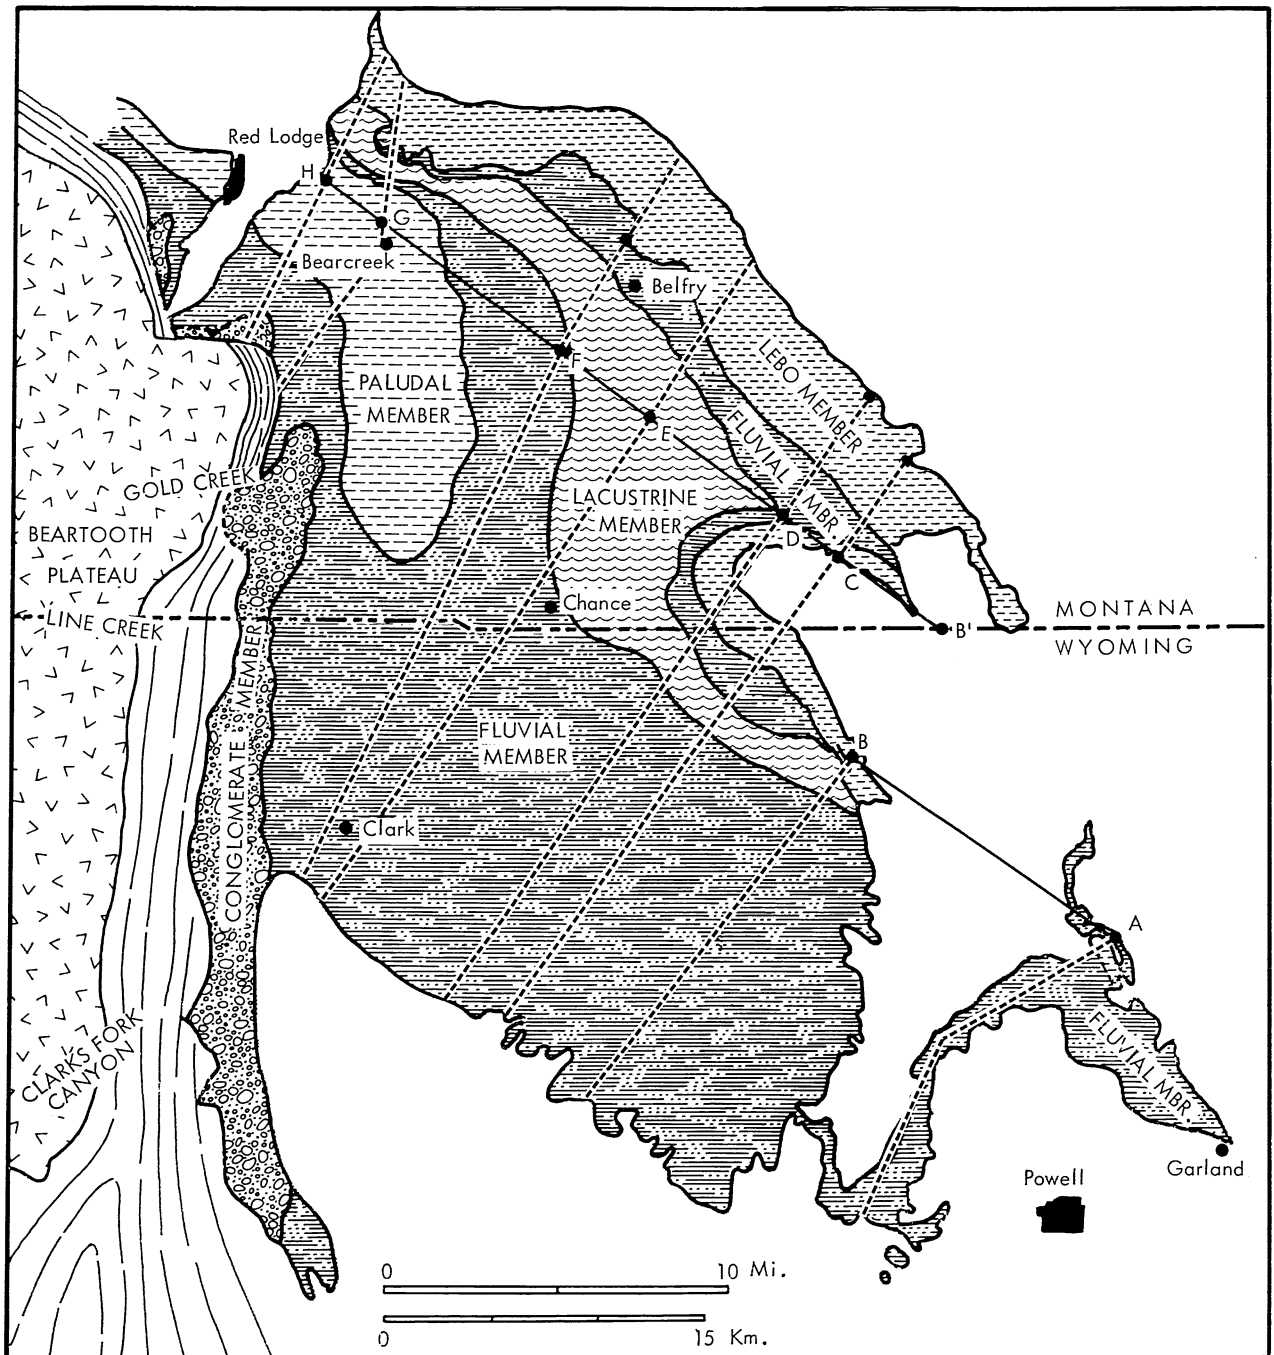 Red Lodge
H
G
Bearcreek
Belfry
F
PALUDAL
MEMBER
LEBO MEMBER
E
FLUVIAL MBR.
GOLD CREEK
LACUSTRINE
MEMBER
BEARTOOTH
PLATEAU
D
C
Chance
LINE CREEK
B'
MONTANA
WYOMING
CONGLOMERATE MEMBER
FLUVIAL
MEMBER
B
Clark
A
CLARKS FORK
CANYON
FLUVIAL MBR.
Garland
Powell
0 10 Mi.
0 15 Km.